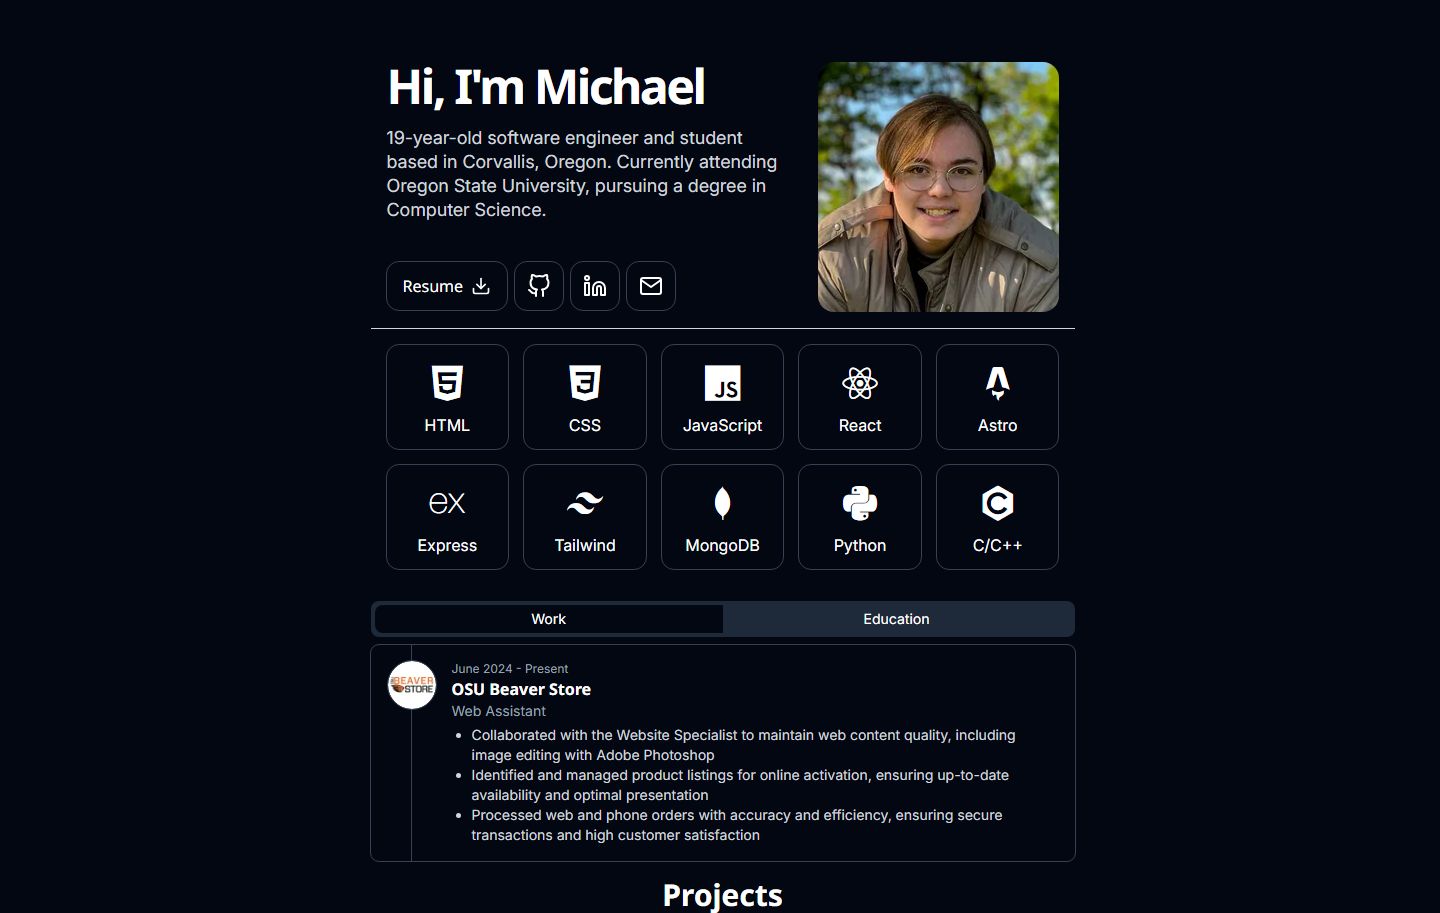 Hi, I'm Michael
19-year-old software engineer and student
based in Corvallis, Oregon. Currently attending
Oregon State University, pursuing a degree in
Computer Science.
Resume
HTML
CSS
JS
JavaScript
React
Astro
ex
Express
Tailwind
MongoDB
Python
C
C/C++
Work
Education
BEAVER
STORE
June 2024 - Present
OSU Beaver Store
Web Assistant
• Collaborated with the Website Specialist to maintain web content quality, including
image editing with Adobe Photoshop
• Identified and managed product listings for online activation, ensuring up-to-date
availability and optimal presentation
• Processed web and phone orders with accuracy and efficiency, ensuring secure
transactions and high customer satisfaction
Projects